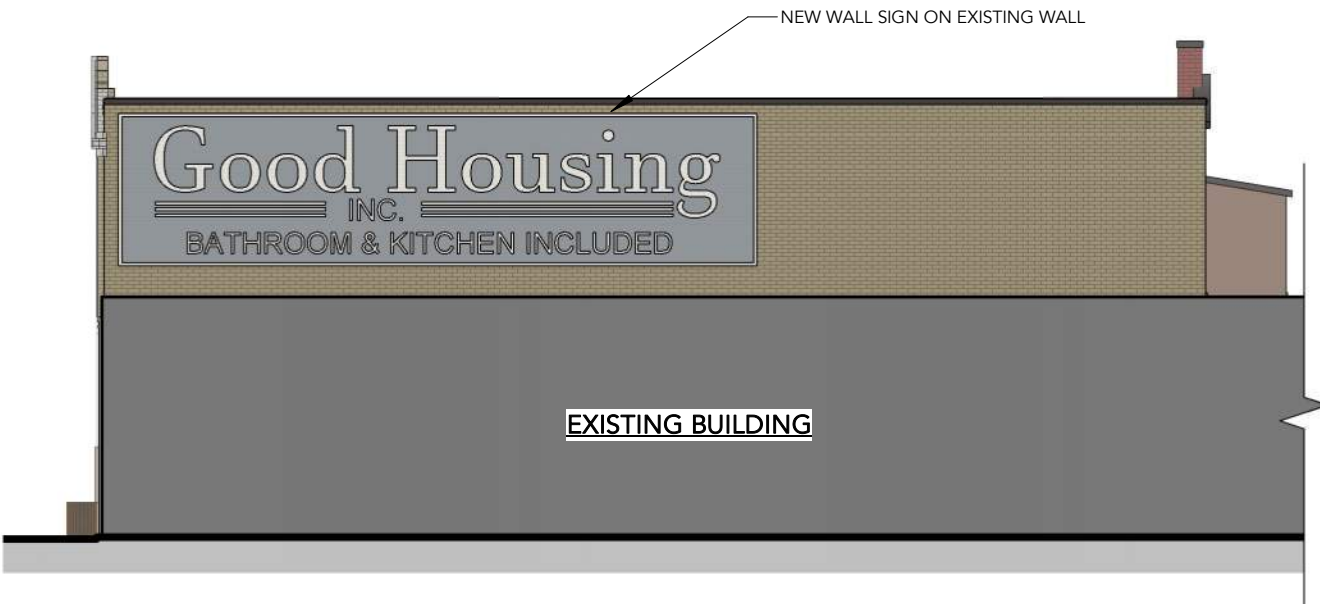 NEW WALL SIGN ON EXISTING WALL
Good Housing
INC.
BATHROOM & KITCHEN INCLUDED
EXISTING BUILDING